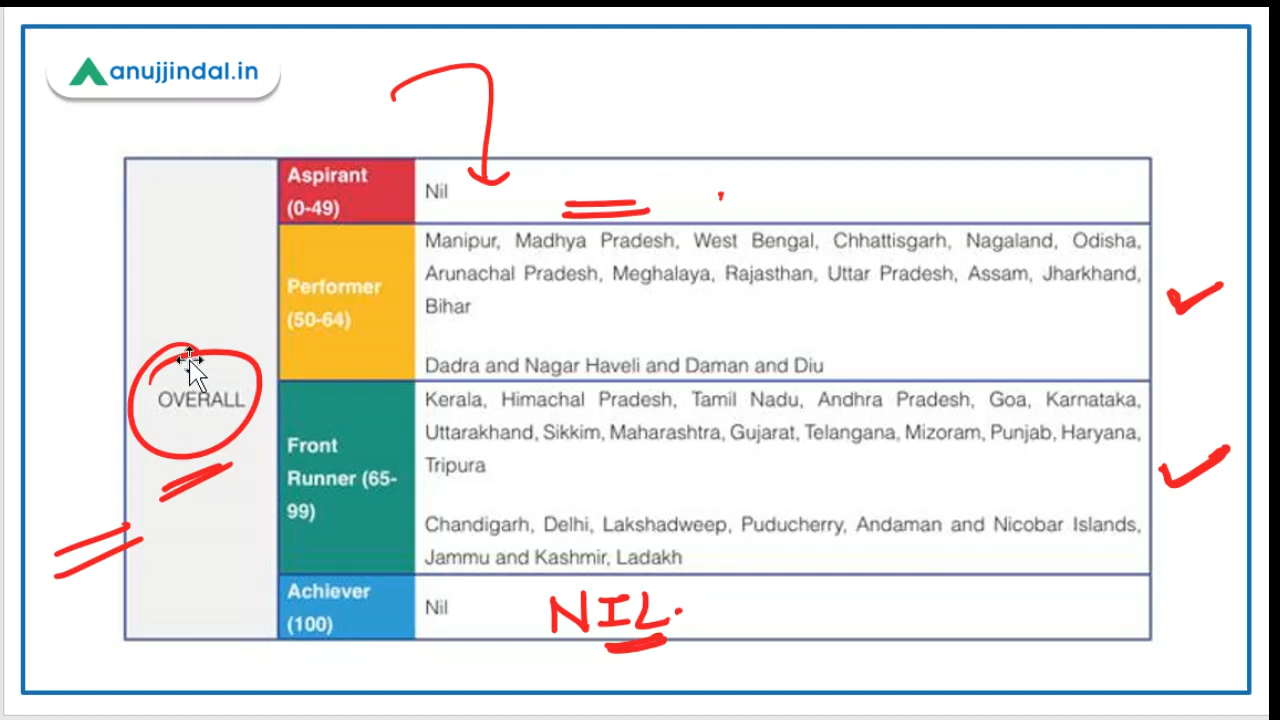 anujjindal.in
Aspirant
(0-49)
Nil
Performer
(50-64)
Manipur, Madhya Pradesh, West Bengal, Chhattisgarh, Nagaland, Odisha,
Arunachal Pradesh, Meghalaya, Rajasthan, Uttar Pradesh, Assam, Jharkhand,
Bihar
Dadra and Nagar Haveli and Daman and Diu
OVERALL
Front
Runner (65-
99)
Kerala, Himachal Pradesh, Tamil Nadu, Andhra Pradesh, Goa, Karnataka,
Uttarakhand, Sikkim, Maharashtra, Gujarat, Telangana, Mizoram, Punjab, Haryana,
Tripura
Chandigarh, Delhi, Lakshadweep, Puducherry, Andaman and Nicobar Islands,
Jammu and Kashmir, Ladakh
Achiever
(100)
Nil
NIL.